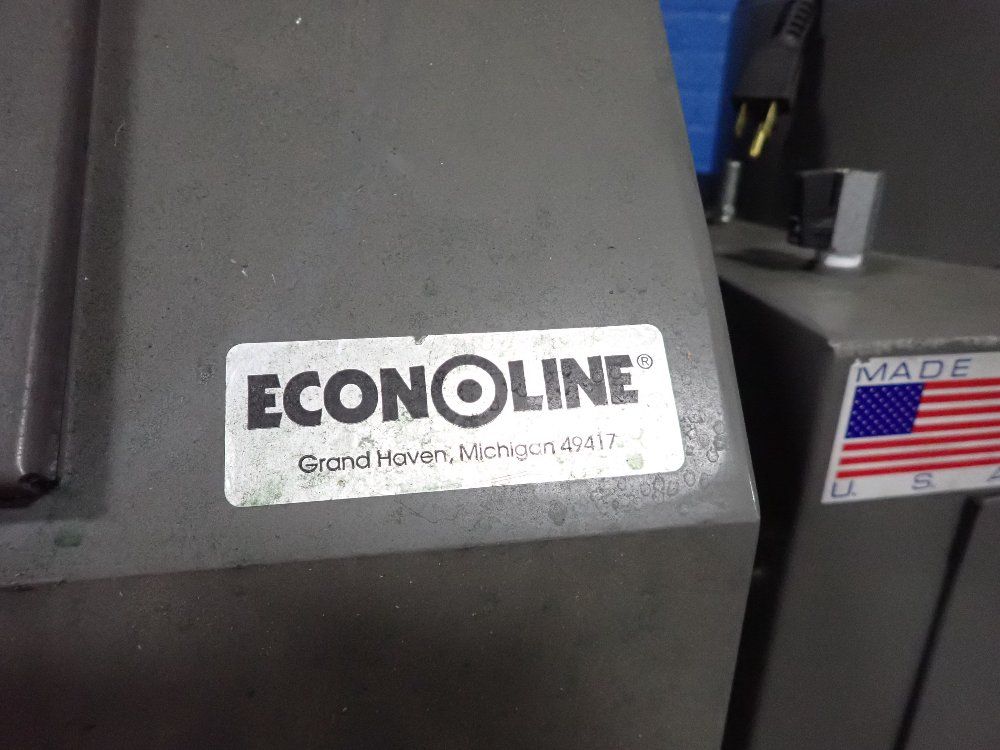 ECONOLINE®
Grand Haven, Michigan 49417
MADE
U. S. A